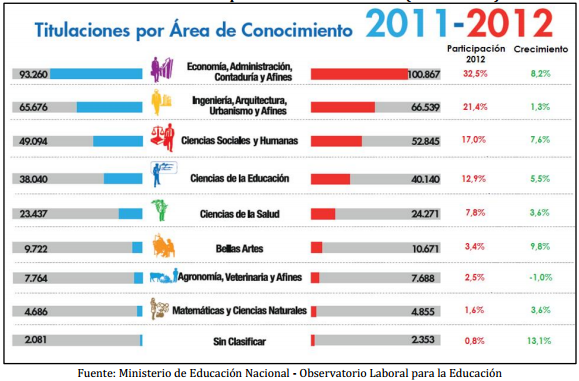 Titulaciones por Área de Conocimiento 2011-2012
Participación Crecimiento
2012
93.260 Economía, Administración, 100.867 32,5% 8,2%
Contaduría y Afines
65.676 Ingeniería, Arquitectura, 66.539 21,4% 1,3%
Urbanismo y Afines
49.094 Ciencias Sociales y Humanas 52.845 17,0% 7,6%
38.040 Ciencias de la Educación 40.140 12,9% 5,5%
23.437 Ciencias de la Salud 24.271 7,8% 3,6%
9.722 Bellas Artes 10.671 3,4% 9,8%
7.764 Agronomía, Veterinaria y Afines 7.688 2,5% -1,0%
4.686 Matemáticas y Ciencias Naturales 4.855 1,6% 3,6%
2.081 Sin Clasificar 2.353 0,8% 13,1%
Fuente: Ministerio de Educación Nacional - Observatorio Laboral para la Educación